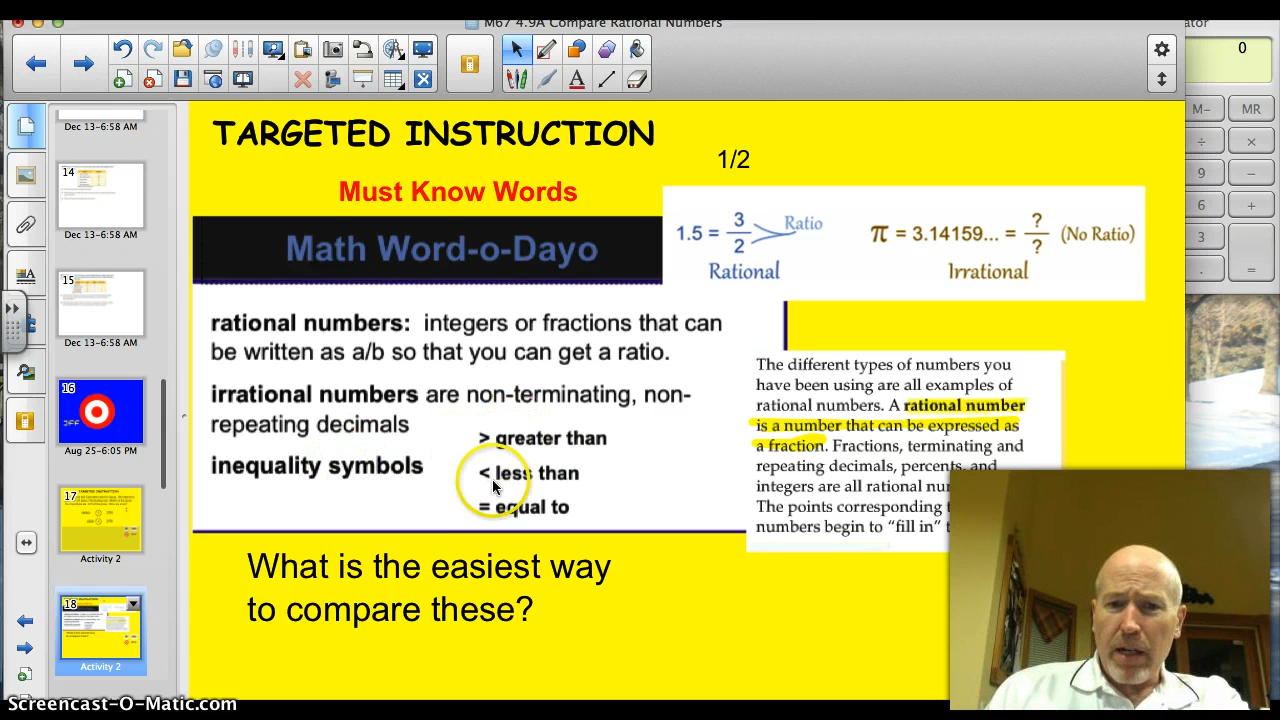 M67 4.9A Compare Rational Numbers
ator
0
TARGETED INSTRUCTION
1/2
Must Know Words
Math Word-o-Dayo
1.5 = 3/2 Ratio
Rational
π = 3.14159... = ?/? (No Ratio)
Irrational
rational numbers: integers or fractions that can
be written as a/b so that you can get a ratio.
irrational numbers are non-terminating, non-
repeating decimals
inequality symbols
> greater than
< less than
= equal to
The different types of numbers you
have been using are all examples of
rational numbers. A rational number
is a number that can be expressed as
a fraction. Fractions, terminating and
repeating decimals, percents, and
integers are all rational
The points corresponding
numbers begin to “fill in”
What is the easiest way
to compare these?
Dec 13-6:58 AM
14
Dec 13-6:58 AM
15
Dec 13-6:58 AM
16
OFF
Aug 25-6:05 PM
17
Activity 2
18
Activity 2
M– MR
÷ ×
9 −
6 +
3
. =
Screencast-O-Matic.com